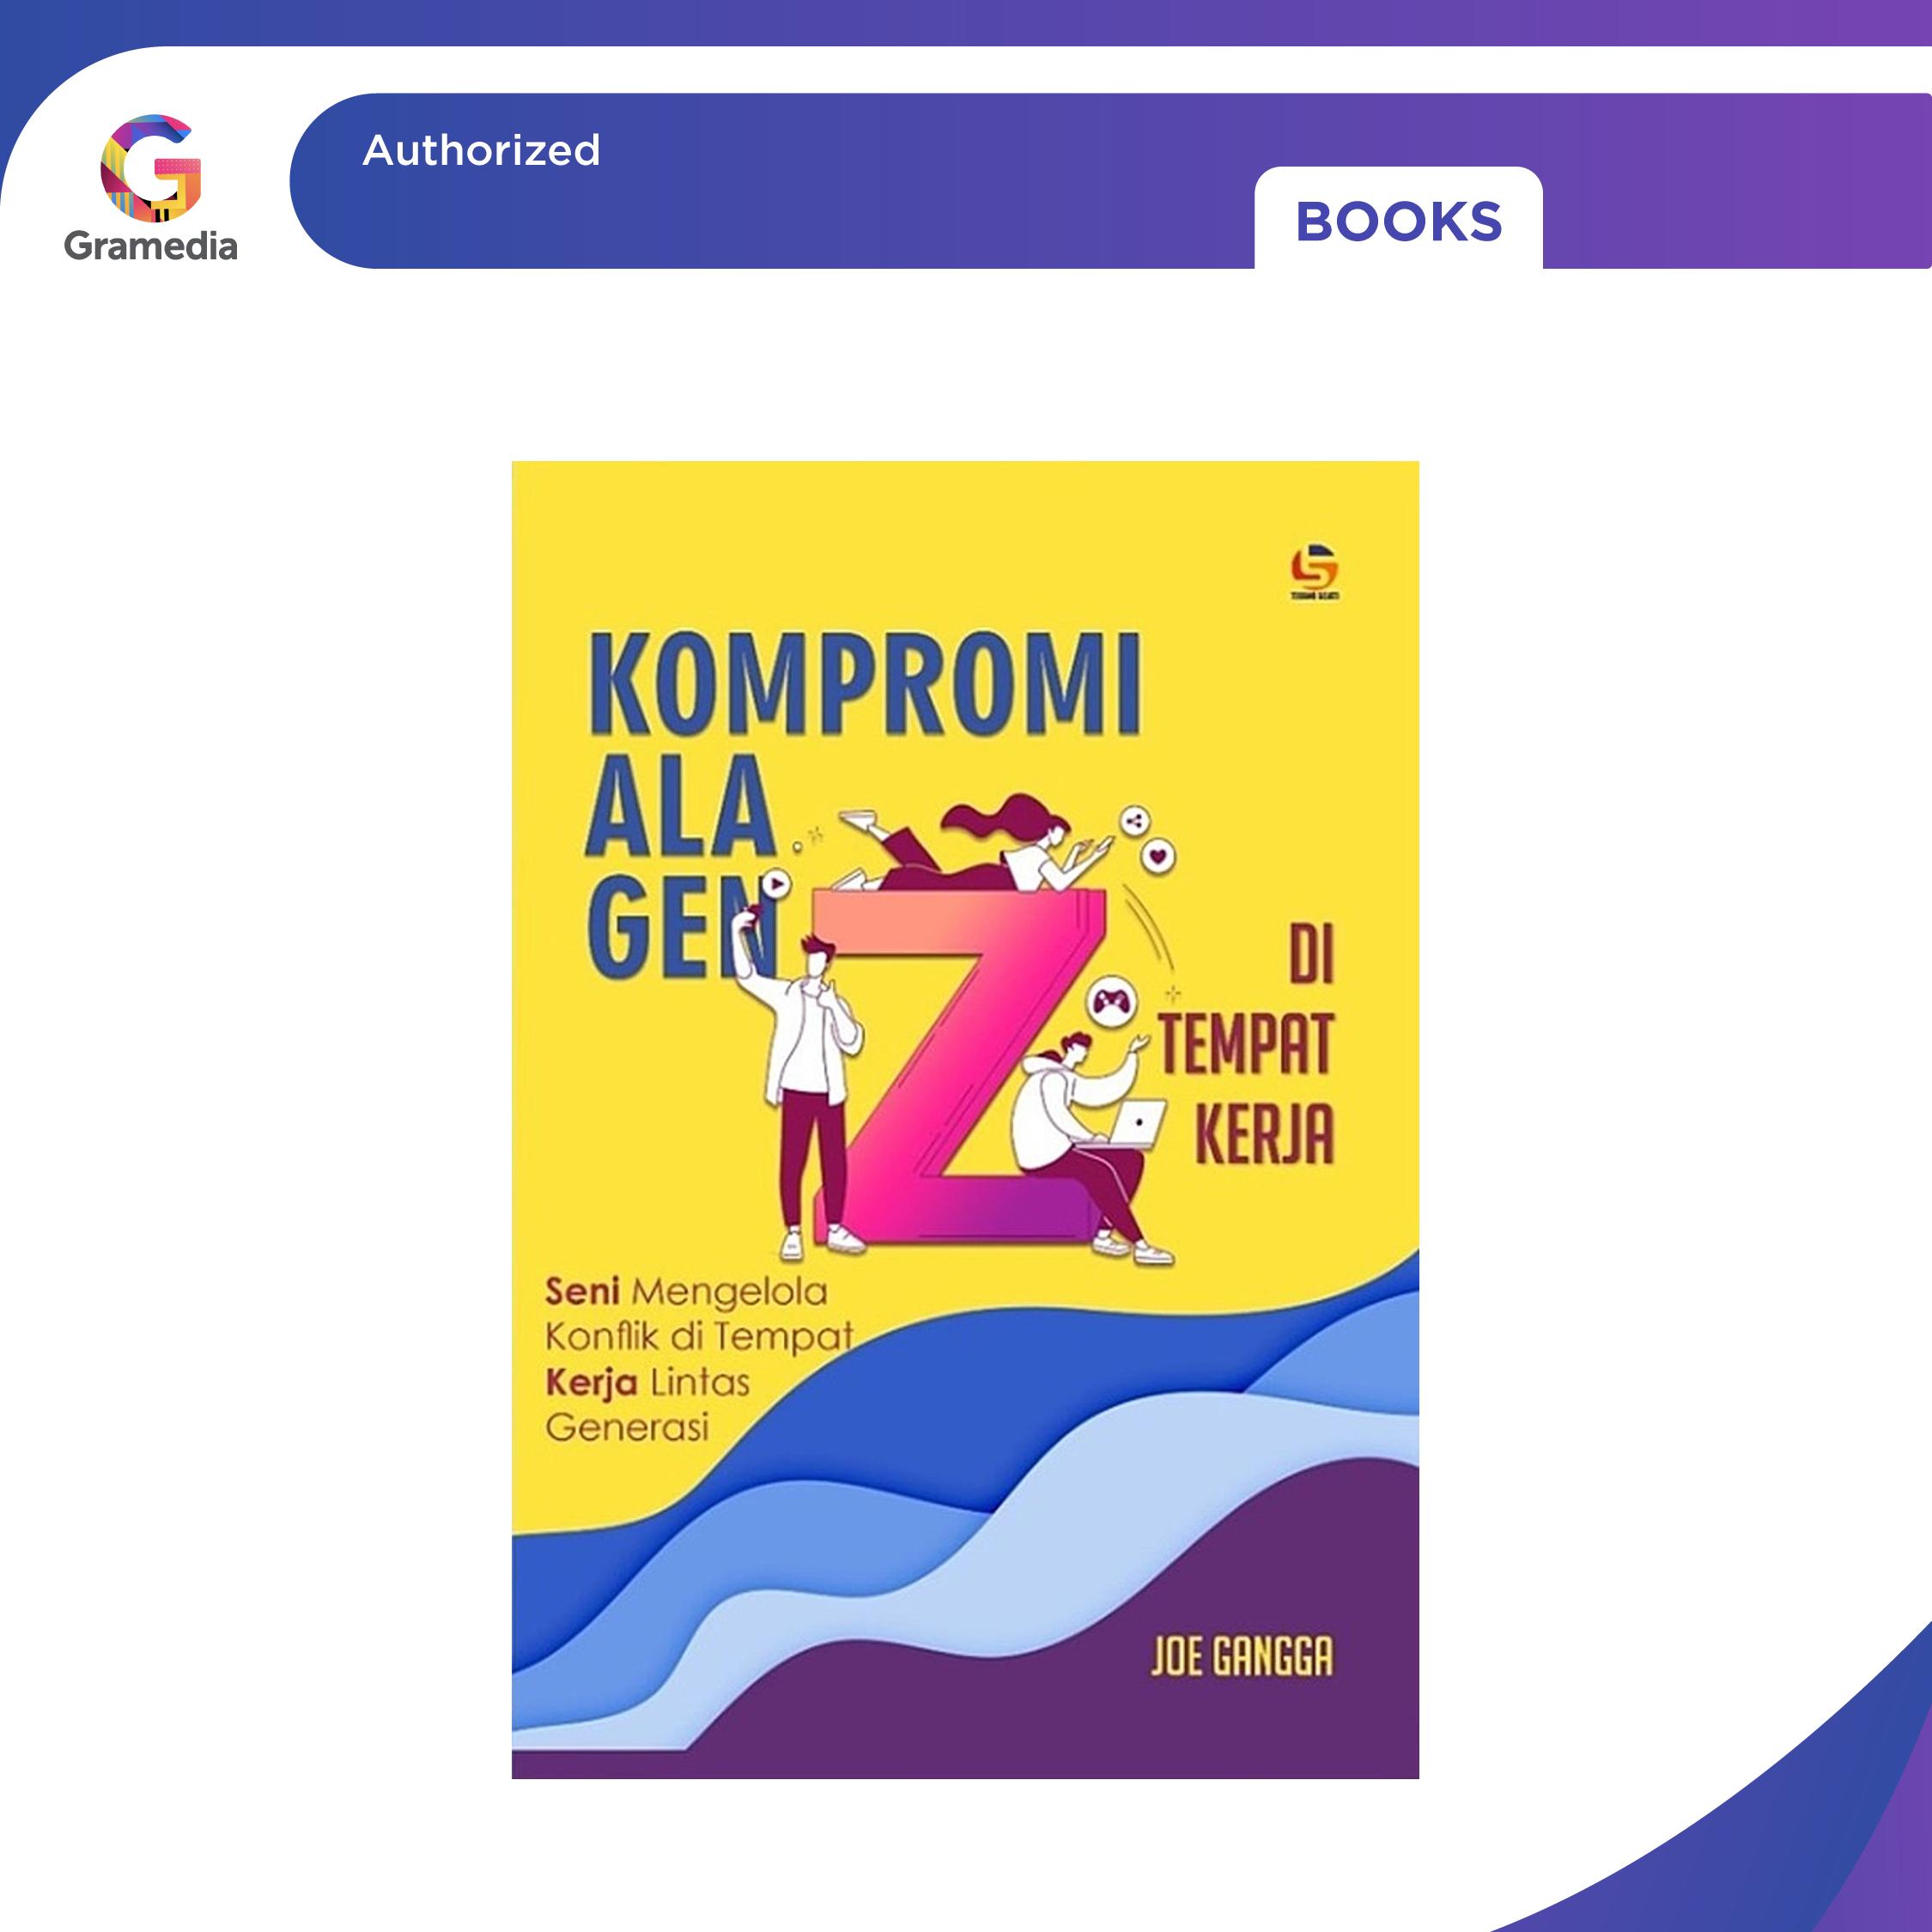 Gramedia
Authorized
BOOKS
KOMPROMI
ALA
GEN
Z
DI
TEMPAT
KERJA
Seni Mengelola
Konflik di Tempat
Kerja Lintas
Generasi
JOE GANGGA